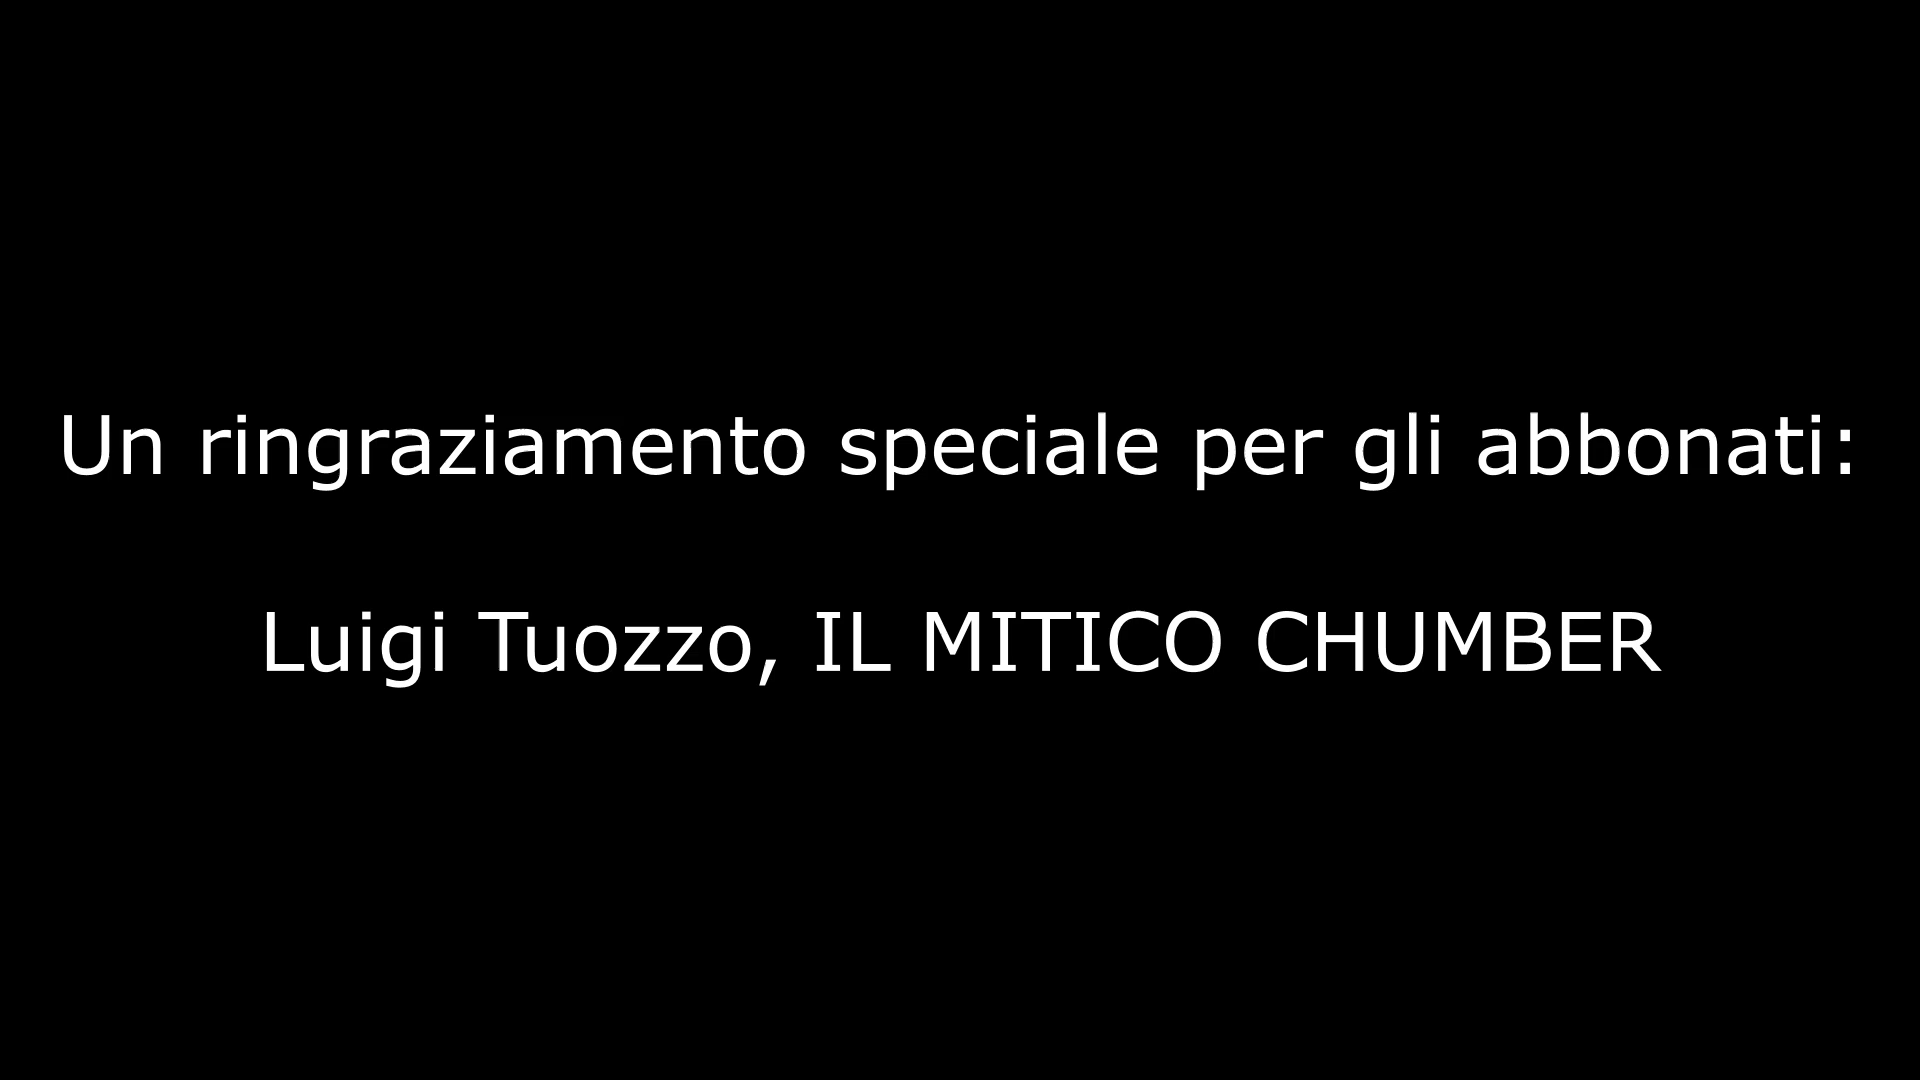 Un ringraziamento speciale per gli abbonati:
Luigi Tuozzo, IL MITICO CHUMBER